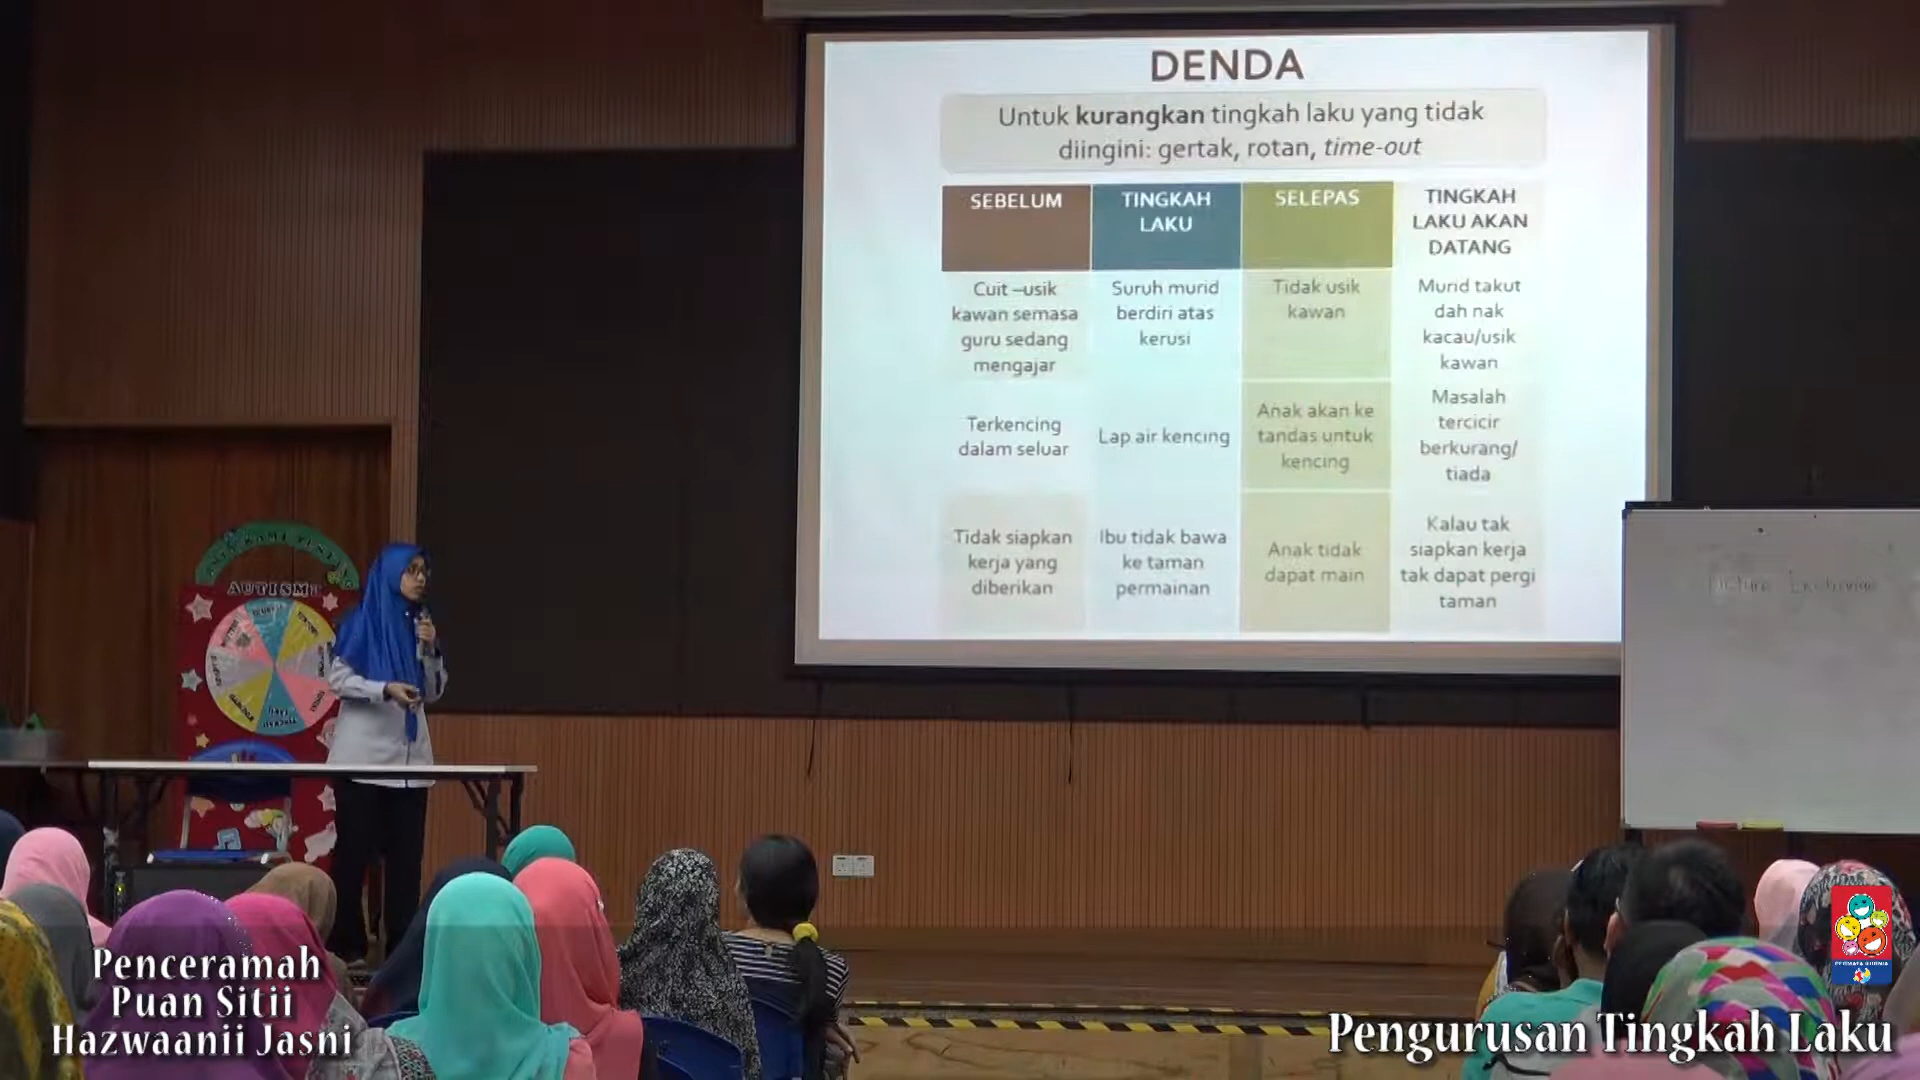 DENDA
Untuk kurangkan tingkah laku yang tidak
diingini: gertak, rotan, time-out
SEBELUM
TINGKAH
LAKU
SELEPAS
TINGKAH
LAKU AKAN
DATANG
Cuit –usik
kawan semasa
guru sedang
mengajar
Suruh murid
berdiri atas
kerusi
Tidak usik
kawan
Murid takut
dah nak
kacau/usik
kawan
Terkencing
dalam seluar
Lap air kencing
Anak akan ke
tandas untuk
kencing
Masalah
tercicir
berkurang/
tiada
Tidak siapkan
kerja yang
diberikan
Ibu tidak bawa
ke taman
permainan
Anak tidak
dapat main
Kalau tak
siapkan kerja
tak dapat pergi
taman
AUTISMA
Penceramah
Puan Sitii
Hazwaanii Jasni
PERMATA KURNIA
Pengurusan Tingkah Laku